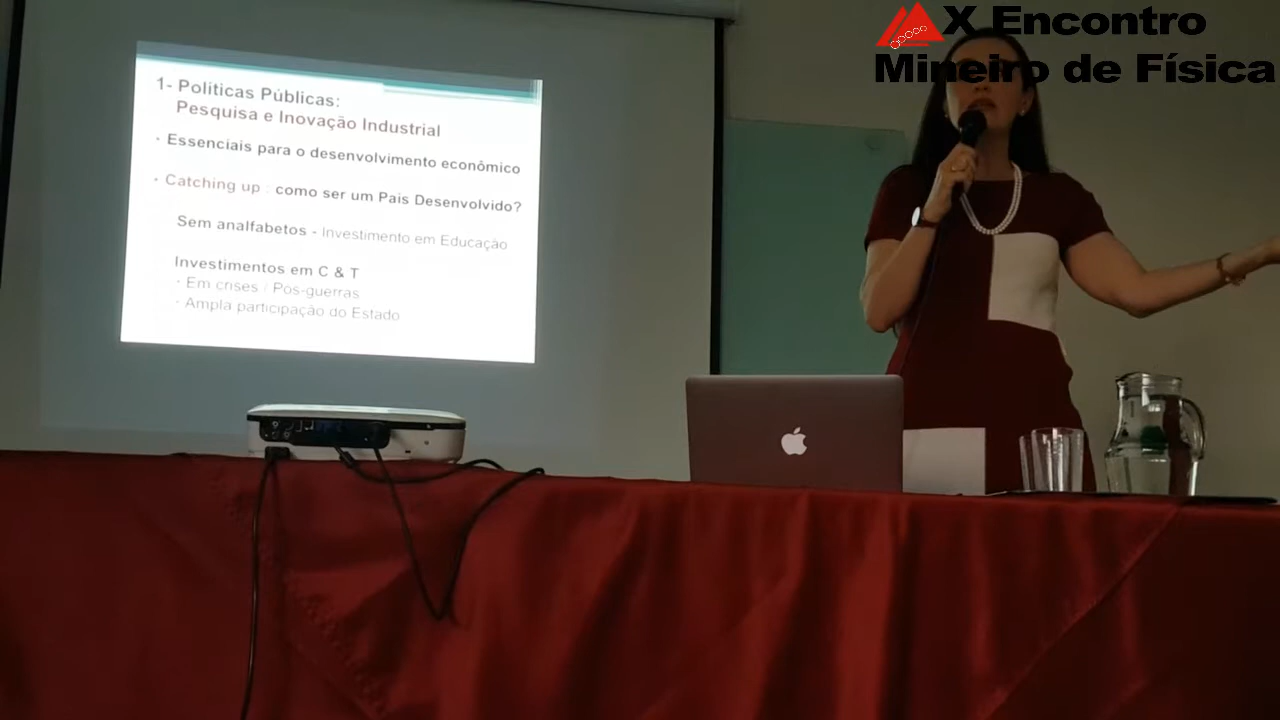 1- Políticas Públicas:
Pesquisa e Inovação Industrial
· Essenciais para o desenvolvimento econômico
· Catching up : como ser um Pais Desenvolvido?
Sem analfabetos - Investimento em Educação
Investimentos em C & T
· Em crises / Pos-guerras
· Ampla participação do Estado
X Encontro
Mineiro de Física